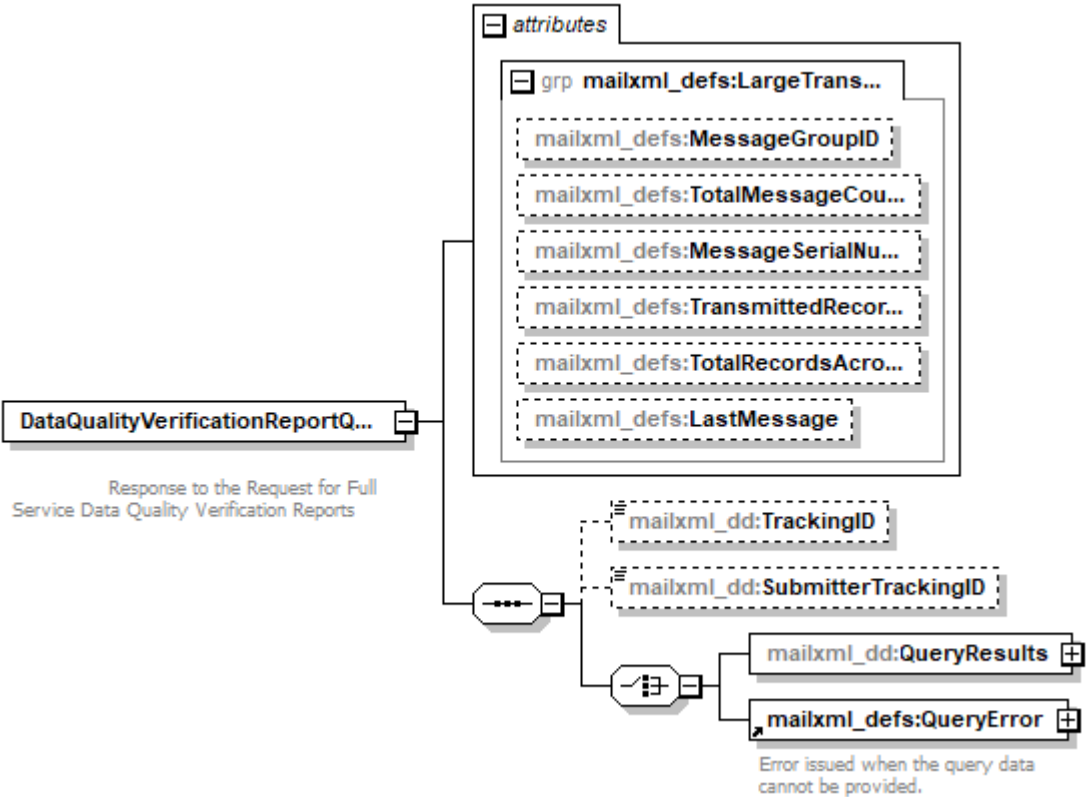 attributes
grp mailxml_defs:LargeTrans...
mailxml_defs:MessageGroupID
mailxml_defs:TotalMessageCou...
mailxml_defs:MessageSerialNu...
mailxml_defs:TransmittedRecor...
mailxml_defs:TotalRecordsAcro...
mailxml_defs:LastMessage
DataQualityVerificationReportQ...
Response to the Request for Full
Service Data Quality Verification Reports
mailxml_dd:TrackingID
mailxml_dd:SubmitterTrackingID
mailxml_dd:QueryResults
mailxml_defs:QueryError
Error issued when the query data
cannot be provided.